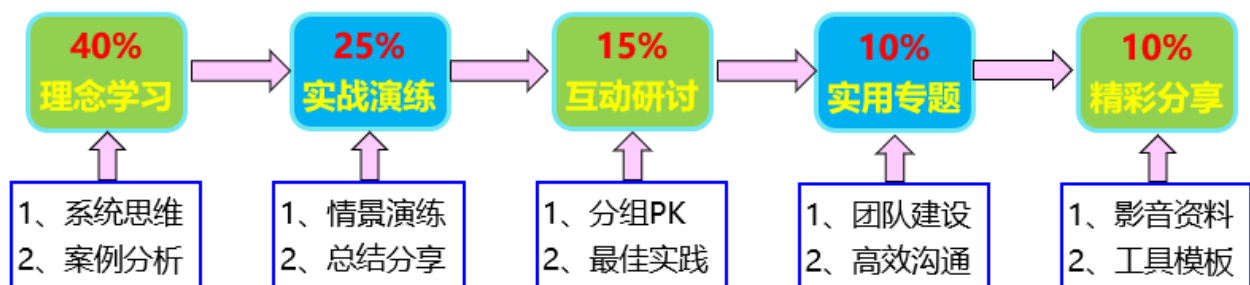 40%
理念学习
25%
实战演练
15%
互动研讨
10%
实用专题
10%
精彩分享
1、系统思维
2、案例分析
1、情景演练
2、总结分享
1、分组PK
2、最佳实践
1、团队建设
2、高效沟通
1、影音资料
2、工具模板